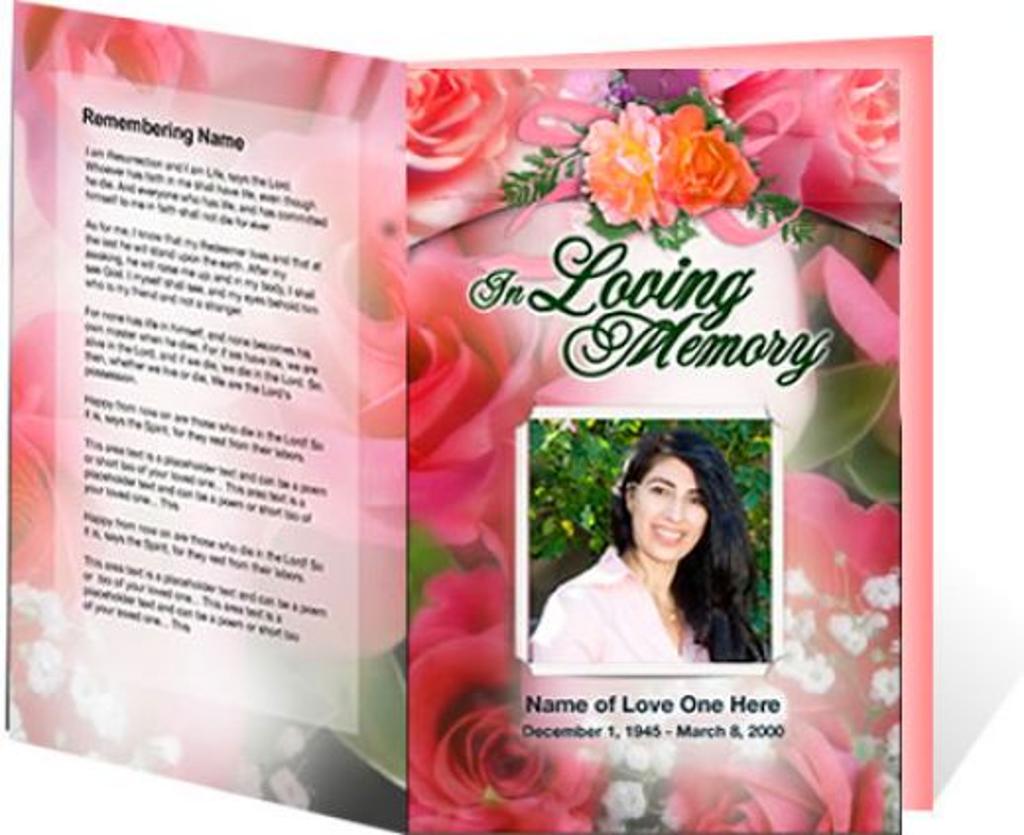 Remembering Name
I am Resurrection and I am Life, says the Lord.
Whoever has faith in me shall have life, even though
he die. And everyone who has life, and has committed
himself to me in faith shall not die for ever.
As for me, I know that my Redeemer lives and that at
the last he will stand upon the earth. After my
awaking, he will raise me up; and in my body, I shall
see God. I myself shall see, and my eyes behold him
who is my friend and not a stranger.
For none has life in himself, and none becomes his
own master when he dies. For if we have life, we are
alive in the Lord, and if we die, we die in the Lord. So,
then, whether we live or die, We are the Lord's
possession.
Happy from now on are those who die in the Lord! So
it is, says the Spirit, for they rest from their labors.
This area text is a placeholder text and can be a poem
or short bio of your loved one... This area text is a
placeholder text and can be a poem or short bio of
your loved one... This
Happy from now on are those who die in the Lord! So
it is, says the Spirit, for they rest from their labors.
This area text is a placeholder text and can be a poem
or bio of your loved one... This area text is a
placeholder text and can be a poem or short bio
of your loved one... This
In Loving
Memory
Name of Love One Here
December 1, 1945 - March 8, 2000